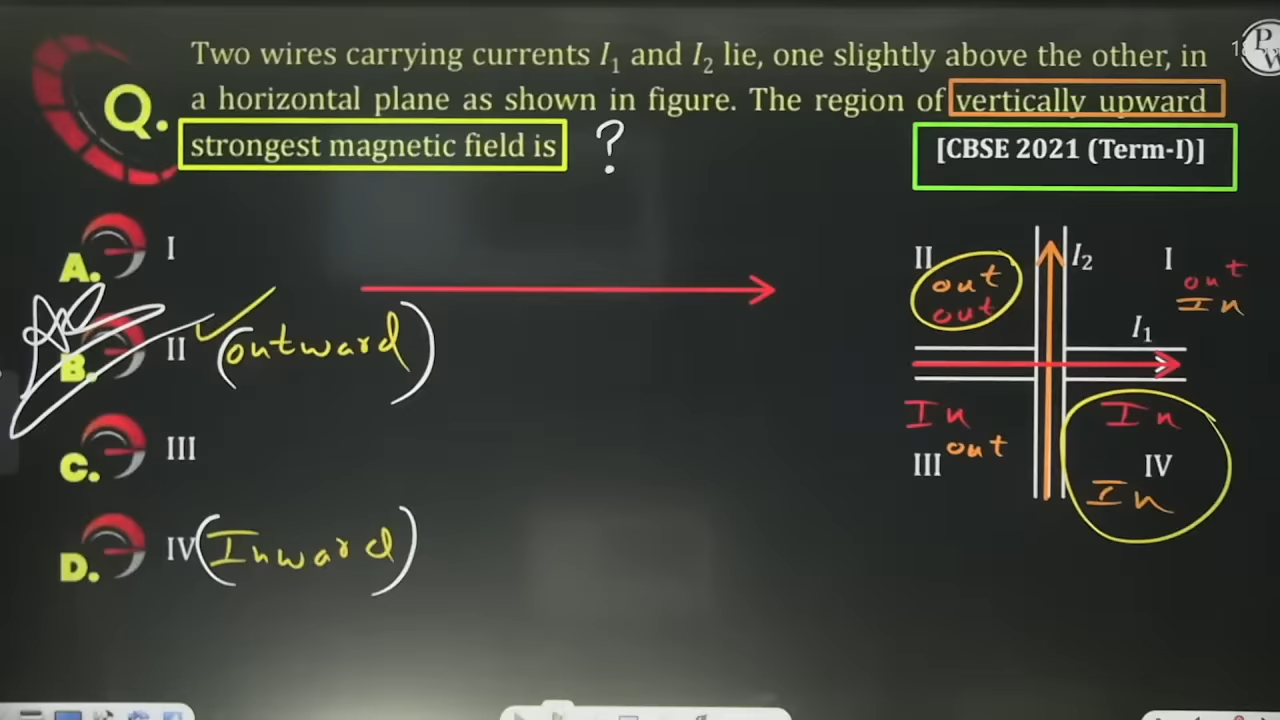 Two wires carrying currents I₁ and I₂ lie, one slightly above the other, in
Q. a horizontal plane as shown in figure. The region of vertically upward
strongest magnetic field is ?
[CBSE 2021 (Term-I)]
PW
A. I
B. II (outward)
C. III
D. IV (Inward)
II
out
out
I₂
I
out
In
I₁
In
III out
In
IV
In